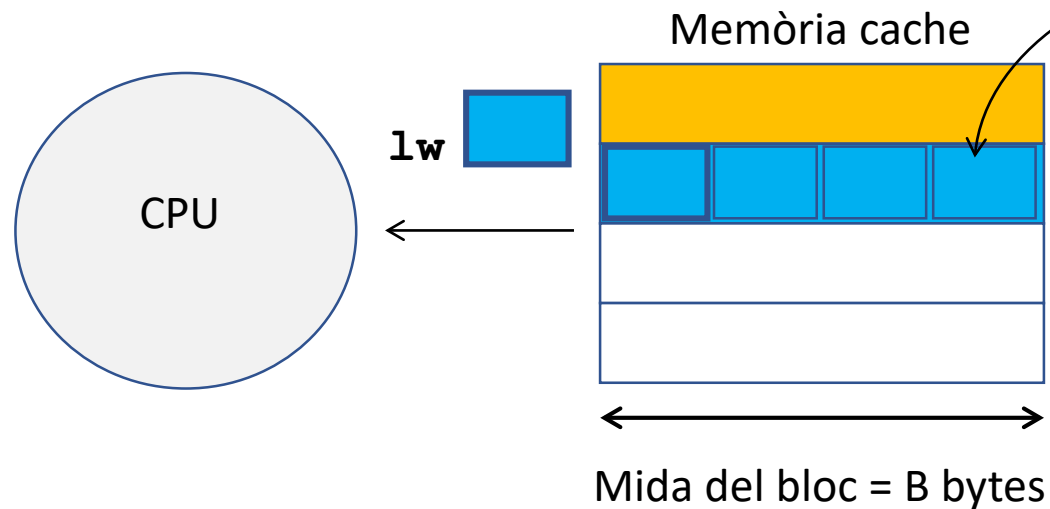 Memòria cache
lw
CPU
Mida del bloc = B bytes